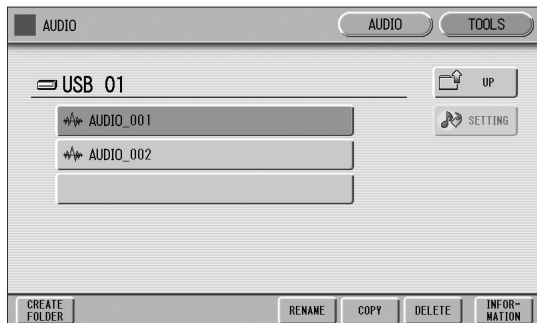 AUDIO
AUDIO
TOOLS
USB 01
UP
AUDIO_001
SETTING
AUDIO_002
CREATE
FOLDER
RENAME
COPY
DELETE
INFOR-
MATION